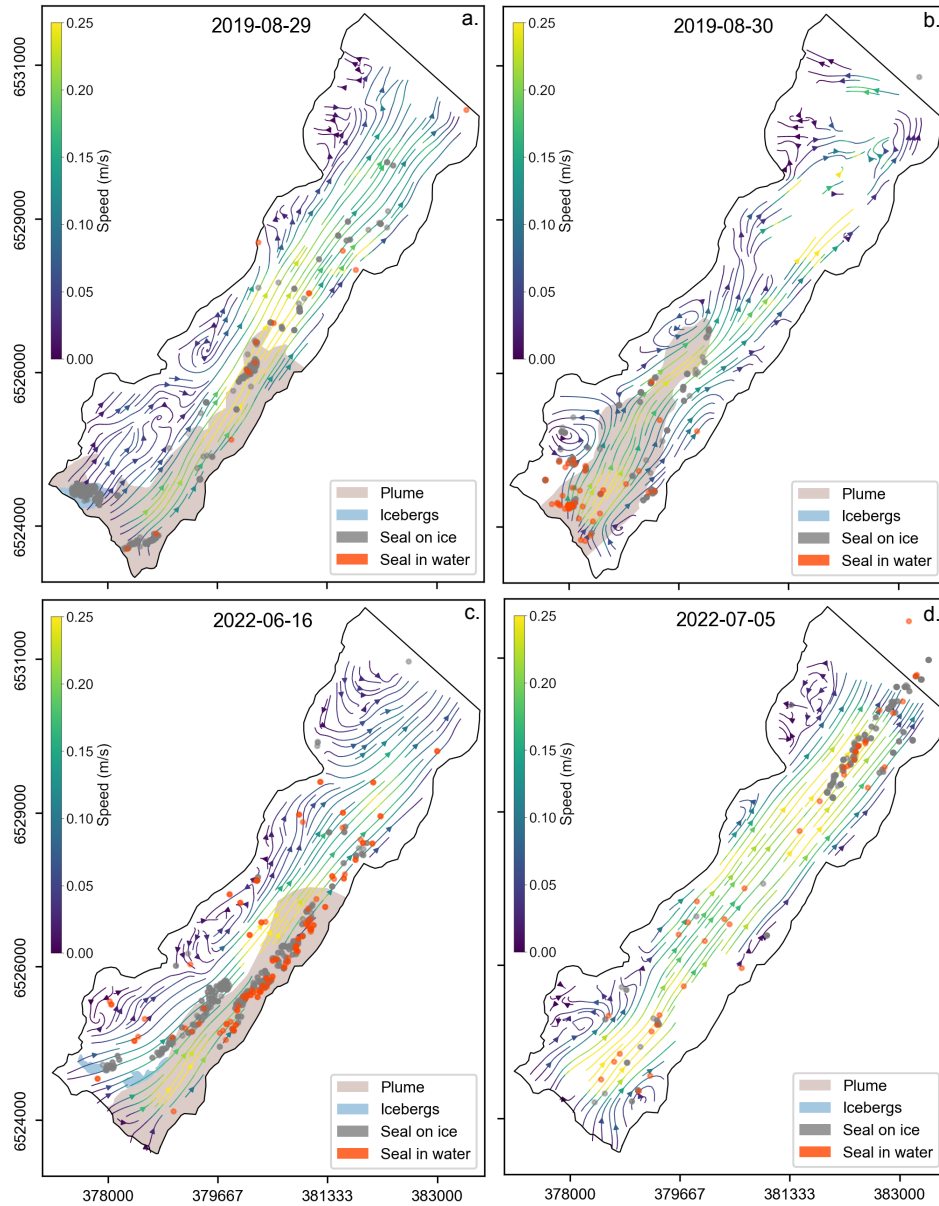 a.
2019-08-29
0.25
0.20
0.15
0.10
0.05
0.00
Speed (m/s)
6531000
6529000
6526000
6524000
Plume
Icebergs
Seal on ice
Seal in water
b.
2019-08-30
0.25
0.20
0.15
0.10
0.05
0.00
Speed (m/s)
Plume
Icebergs
Seal on ice
Seal in water
c.
2022-06-16
0.25
0.20
0.15
0.10
0.05
0.00
Speed (m/s)
6531000
6529000
6526000
6524000
Plume
Icebergs
Seal on ice
Seal in water
378000 379667 381333 383000
d.
2022-07-05
0.25
0.20
0.15
0.10
0.05
0.00
Speed (m/s)
Plume
Icebergs
Seal on ice
Seal in water
378000 379667 381333 383000